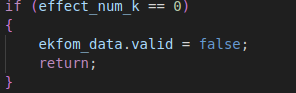 if (effect_num_k == 0)
{
    ekfom_data.valid = false;
    return;
}